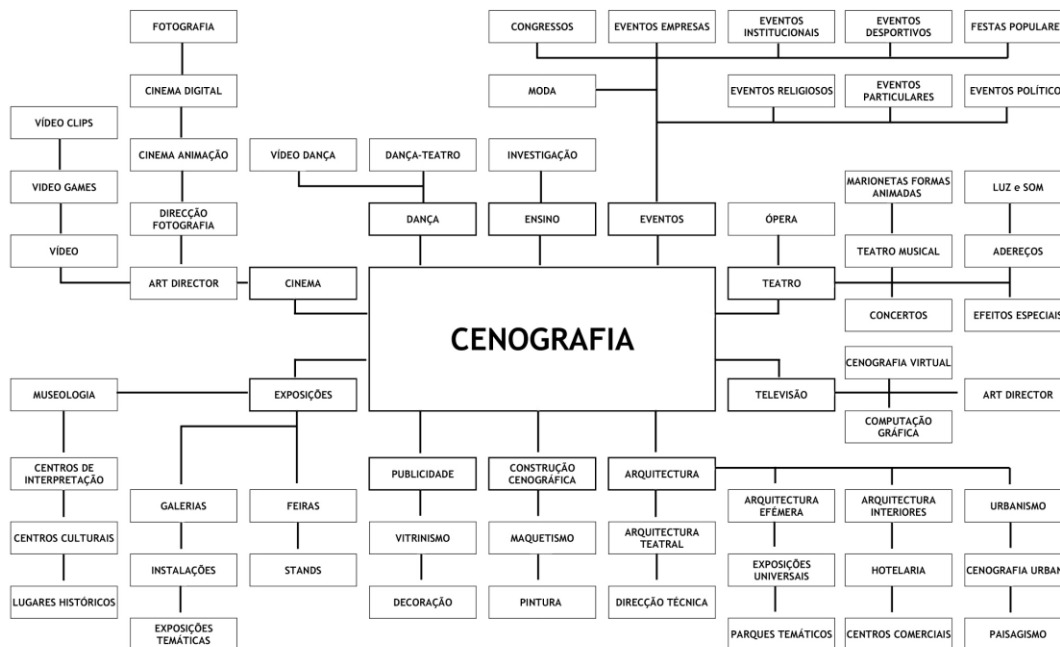 FOTOGRAFIA
CONGRESSOS
EVENTOS EMPRESAS
EVENTOS
INSTITUCIONAIS
EVENTOS
DESPORTIVOS
FESTAS POPULARE
CINEMA DIGITAL
MODA
EVENTOS RELIGIOSOS
EVENTOS
PARTICULARES
EVENTOS POLÍTICO
VÍDEO CLIPS
CINEMA ANIMAÇÃO
VÍDEO DANÇA
DANÇA-TEATRO
INVESTIGAÇÃO
VIDEO GAMES
MARIONETAS FORMAS
ANIMADAS
LUZ e SOM
DIRECÇÃO
FOTOGRAFIA
DANÇA
ENSINO
EVENTOS
ÓPERA
VÍDEO
TEATRO MUSICAL
ADEREÇOS
ART DIRECTOR
CINEMA
TEATRO
CONCERTOS
EFEITOS ESPECIAIS
CENOGRAFIA
CENOGRAFIA VIRTUAL
MUSEOLOGIA
EXPOSIÇÕES
TELEVISÃO
ART DIRECTOR
COMPUTAÇÃO
GRÁFICA
CENTROS DE
INTERPRETAÇÃO
PUBLICIDADE
CONSTRUÇÃO
CENOGRÁFICA
ARQUITECTURA
GALERIAS
FEIRAS
ARQUITECTURA
EFÉMERA
ARQUITECTURA
INTERIORES
URBANISMO
CENTROS CULTURAIS
VITRINISMO
MAQUETISMO
ARQUITECTURA
TEATRAL
INSTALAÇÕES
STANDS
EXPOSIÇÕES
UNIVERSAIS
HOTELARIA
CENOGRAFIA URBAN
LUGARES HISTÓRICOS
DECORAÇÃO
PINTURA
DIRECÇÃO TÉCNICA
EXPOSIÇÕES
TEMÁTICAS
PARQUES TEMÁTICOS
CENTROS COMERCIAIS
PAISAGISMO